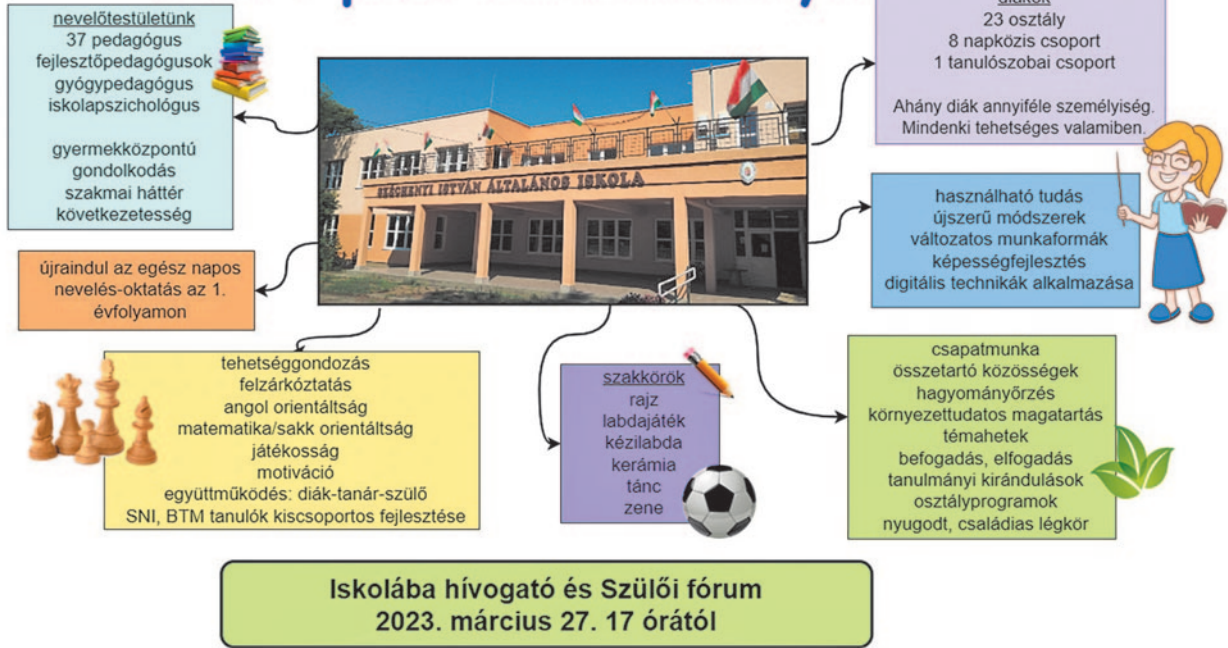 nevelőtestületünk
37 pedagógus
fejlesztőpedagógusok
gyógypedagógus
iskolapszichológus
gyermekközpontú
gondolkodás
szakmai háttér
következetesség
diákok
23 osztály
8 napközis csoport
1 tanulószobai csoport
Ahány diák annyiféle személyiség.
Mindenki tehetséges valamiben.
SZÉCHENYI ISTVÁN ÁLTALÁNOS ISKOLA
használható tudás
újszerű módszerek
változatos munkaformák
képességfejlesztés
digitális technikák alkalmazása
újraindul az egész napos
nevelés-oktatás az 1.
évfolyamon
tehetséggondozás
felzárkóztatás
angol orientáltság
matematika/sakk orientáltság
játékosság
motiváció
együttműködés: diák-tanár-szülő
SNI, BTM tanulók kiscsoportos fejlesztése
szakkörök
rajz
labdajáték
kézilabda
kerámia
tánc
zene
csapatmunka
összetartó közösségek
hagyományőrzés
környezettudatos magatartás
témahetek
befogadás, elfogadás
tanulmányi kirándulások
osztályprogramok
nyugodt, családias légkör
Iskolába hívogató és Szülői fórum
2023. március 27. 17 órától